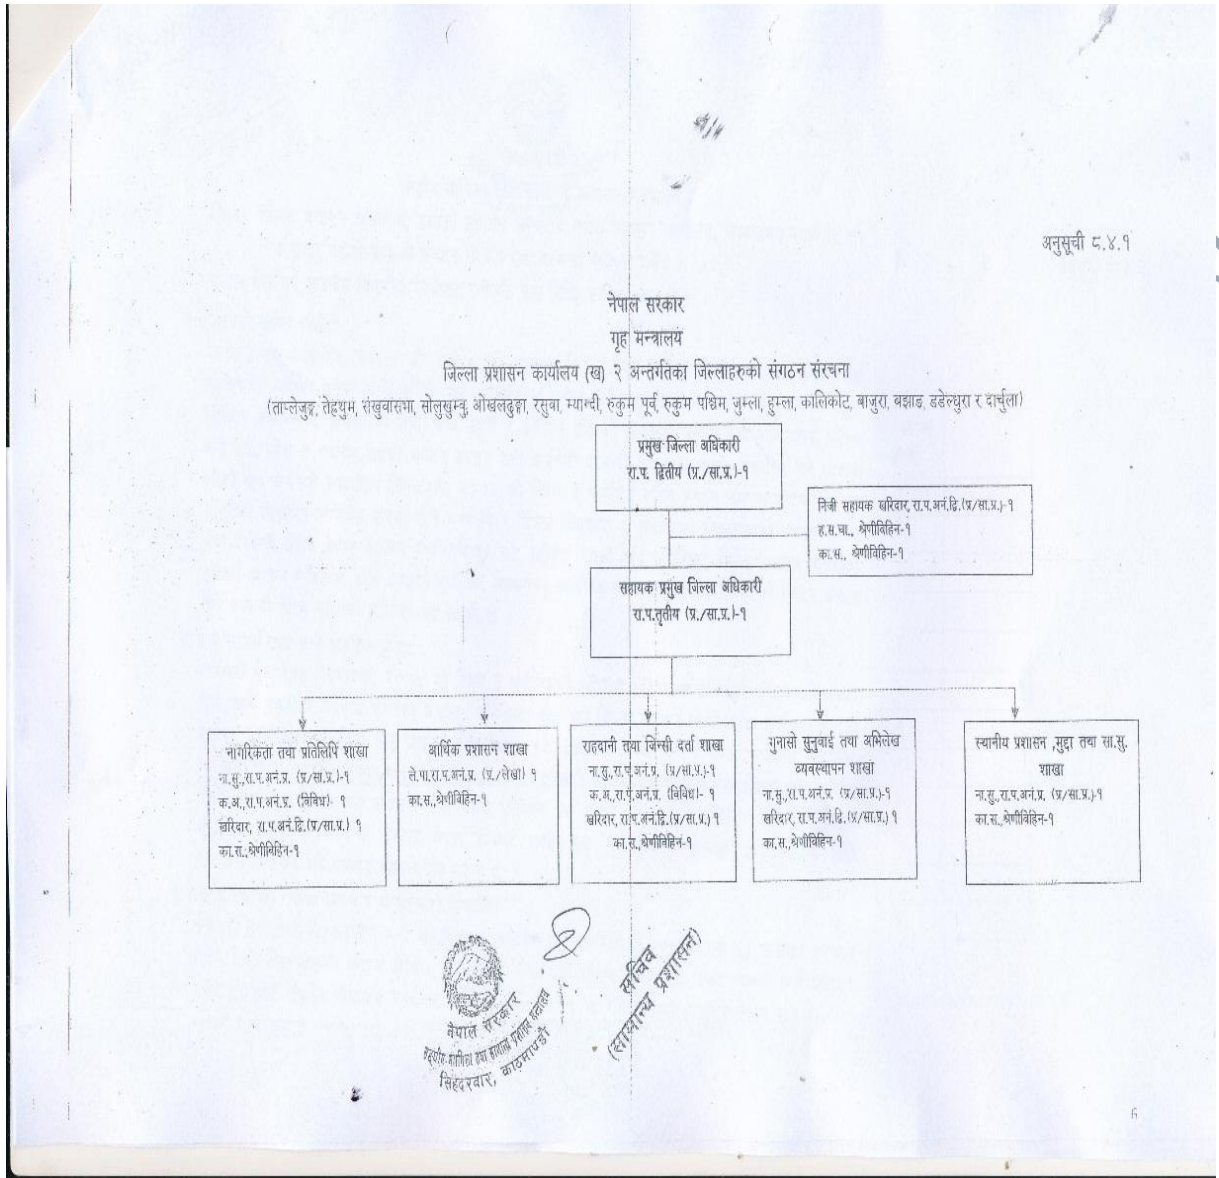 अनुसूची ८.४.१
नेपाल सरकार
गृह मन्त्रालय
जिल्ला प्रशासन कार्यालय (ख) २ अन्तर्गतका जिल्लाहरुको संगठन संरचना
(ताप्लेजुङ्ग, तेह्रथुम, संखुवासभा, सोलुखुम्बु, ओखलढुङ्गा, रसुवा, म्याग्दी, रुकुम पूर्व, रुकुम पश्चिम, जुम्ला, हुम्ला, कालिकोट, बाजुरा, बझाङ, डडेल्धुरा र दार्चुला)
प्रमुख जिल्ला अधिकारी
रा.प. द्वितीय (प्र./सा.प्र.)-१
निजी सहायक खरिदार, रा.प.अनं.द्वि.(प्र/सा.प्र.)-१
ह.स.चा., श्रेणीविहिन-१
का.स., श्रेणीविहिन-१
सहायक प्रमुख जिल्ला अधिकारी
रा.प.तृतीय (प्र./सा.प्र.)-१
नागरिकता तथा प्रतिलिपि शाखा
ना.सु.,रा.प.अनं.प्र. (प्र/सा.प्र.)-१
क.अ.,रा.प.अनं.प्र. (विविध)- १
खरिदार, रा.प.अनं.द्वि.(प्र/सा.प्र.) १
का.स.,श्रेणीविहिन-१
आर्थिक प्रशासन शाखा
ले.पा.रा.प.अनं.प्र. (प्र./लेखा) १
का.स.,श्रेणीविहिन-१
राहदानी तथा जिन्सी दर्ता शाखा
ना.सु.,रा.प.अनं.प्र. (प्र/सा.प्र.)-१
क.अ.,रा.प.अनं.प्र. (विविध)- १
खरिदार, रा.प.अनं.द्वि.(प्र/सा.प्र.) १
का.स.,श्रेणीविहिन-१
गुनासो सुनुवाई तथा अभिलेख
व्यवस्थापन शाखा
ना.सु.,रा.प.अनं.प्र. (प्र/सा.प्र.)-१
खरिदार, रा.प.अनं.द्वि.(प्र/सा.प्र.) १
का.स.,श्रेणीविहिन-१
स्थानीय प्रशासन ,मुद्दा तथा सा.सु.
शाखा
ना.सु.,रा.प.अनं.प्र. (प्र/सा.प्र.)-१
का.स.,श्रेणीविहिन-१
नेपाल सरकार
सिंहदरवार, काठमाण्डौ
सचिव
(सामान्य प्रशासन)